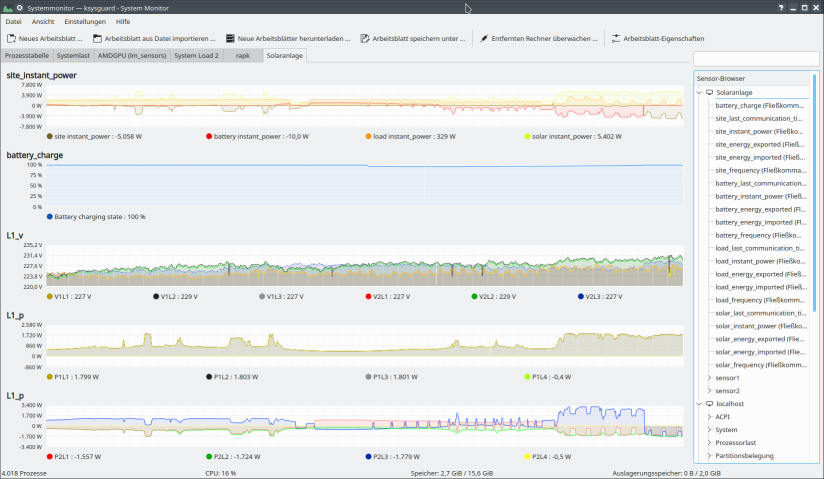 Systemmonitor — ksysguard - System Monitor
Datei Ansicht Einstellungen Hilfe
Neues Arbeitsblatt ... Arbeitsblatt aus Datei importieren ... Neue Arbeitsblätter herunterladen ... Arbeitsblatt speichern unter ... Entfernten Rechner überwachen ... Arbeitsblatt-Eigenschaften
Prozesstabelle Systemlast AMDGPU (lm_sensors) System Load 2 rapk Solaranlage
site_instant_power
7.800 W
3.900 W
0 W
-3.900 W
-7.800 W
site instant_power : -5.058 W battery instant_power : -10,0 W load instant_power : 329 W solar instant_power : 5.402 W
battery_charge
100 %
75 %
50 %
25 %
0 %
Battery charging state : 100 %
L1_v
235,2 V
231,4 V
227,6 V
223,8 V
220,0 V
V1L1 : 227 V V1L2 : 229 V V1L3 : 227 V V2L1 : 227 V V2L2 : 229 V V2L3 : 227 V
L1_p
2.580 W
1.720 W
860 W
0 W
-860 W
P1L1 : 1.799 W P1L2 : 1.803 W P1L3 : 1.801 W P1L4 : -0,4 W
L1_p
3.400 W
1.700 W
0 W
-1.700 W
-3.400 W
P2L1 : -1.557 W P2L2 : -1.724 W P2L3 : -1.779 W P2L4 : -0,5 W
Sensor-Browser
Solaranlage
battery_charge (Fließkomm...
site_last_communication_ti...
site_instant_power (Fließko...
site_energy_exported (Fließ...
site_energy_imported (Fließ...
site_frequency (Fließkomma...
battery_last_communication...
battery_instant_power (Fließ...
battery_energy_exported (Fl...
battery_energy_imported (Fl...
battery_frequency (Fließko...
load_last_communication_ti...
load_instant_power (Fließko...
load_energy_exported (Fließ...
load_energy_imported (Fließ...
load_frequency (Fließkomm...
solar_last_communication_ti...
solar_instant_power (Fließko...
solar_energy_exported (Flie...
solar_energy_imported (Flie...
solar_frequency (Fließkomm...
sensor1
sensor2
localhost
ACPI
System
Prozessorlast
Partitionsbelegung
4.018 Prozesse CPU: 16 % Speicher: 2,7 GiB / 15,6 GiB Auslagerungsspeicher: 0 B / 2,0 GiB